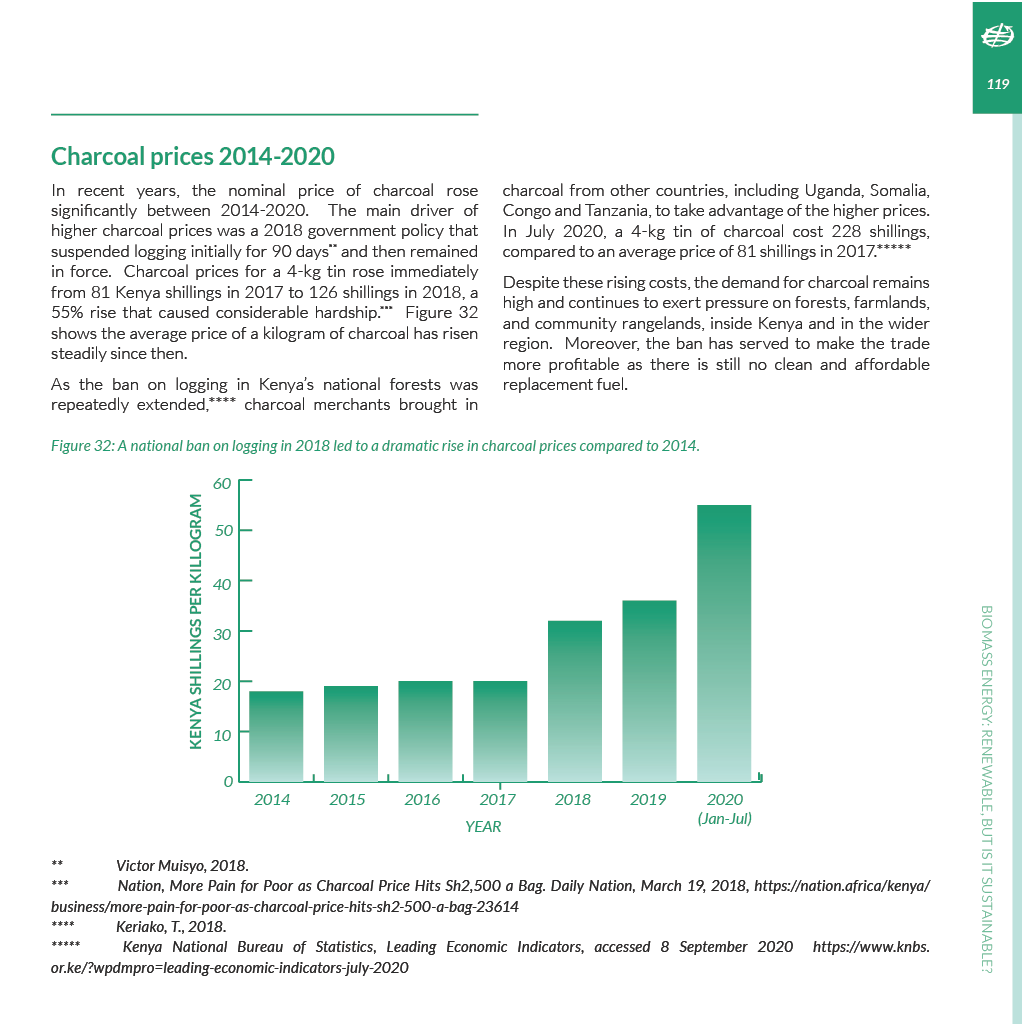 119
Charcoal prices 2014-2020
In recent years, the nominal price of charcoal rose
significantly between 2014-2020. The main driver of
higher charcoal prices was a 2018 government policy that
suspended logging initially for 90 days** and then remained
in force. Charcoal prices for a 4-kg tin rose immediately
from 81 Kenya shillings in 2017 to 126 shillings in 2018, a
55% rise that caused considerable hardship.*** Figure 32
shows the average price of a kilogram of charcoal has risen
steadily since then.
As the ban on logging in Kenya's national forests was
repeatedly extended,**** charcoal merchants brought in
charcoal from other countries, including Uganda, Somalia,
Congo and Tanzania, to take advantage of the higher prices.
In July 2020, a 4-kg tin of charcoal cost 228 shillings,
compared to an average price of 81 shillings in 2017.*****
Despite these rising costs, the demand for charcoal remains
high and continues to exert pressure on forests, farmlands,
and community rangelands, inside Kenya and in the wider
region. Moreover, the ban has served to make the trade
more profitable as there is still no clean and affordable
replacement fuel.
Figure 32: A national ban on logging in 2018 led to a dramatic rise in charcoal prices compared to 2014.
KENYA SHILLINGS PER KILLOGRAM
60
50
40
30
20
10
0
2014 2015 2016 2017 2018 2019 2020
(Jan-Jul)
YEAR
** Victor Muisyo, 2018.
*** Nation, More Pain for Poor as Charcoal Price Hits Sh2,500 a Bag. Daily Nation, March 19, 2018, https://nation.africa/kenya/
business/more-pain-for-poor-as-charcoal-price-hits-sh2-500-a-bag-23614
**** Keriako, T., 2018.
***** Kenya National Bureau of Statistics, Leading Economic Indicators, accessed 8 September 2020 https://www.knbs.
or.ke/?wpdmpro=leading-economic-indicators-july-2020
BIOMASS ENERGY: RENEWABLE, BUT IS IT SUSTAINABLE?